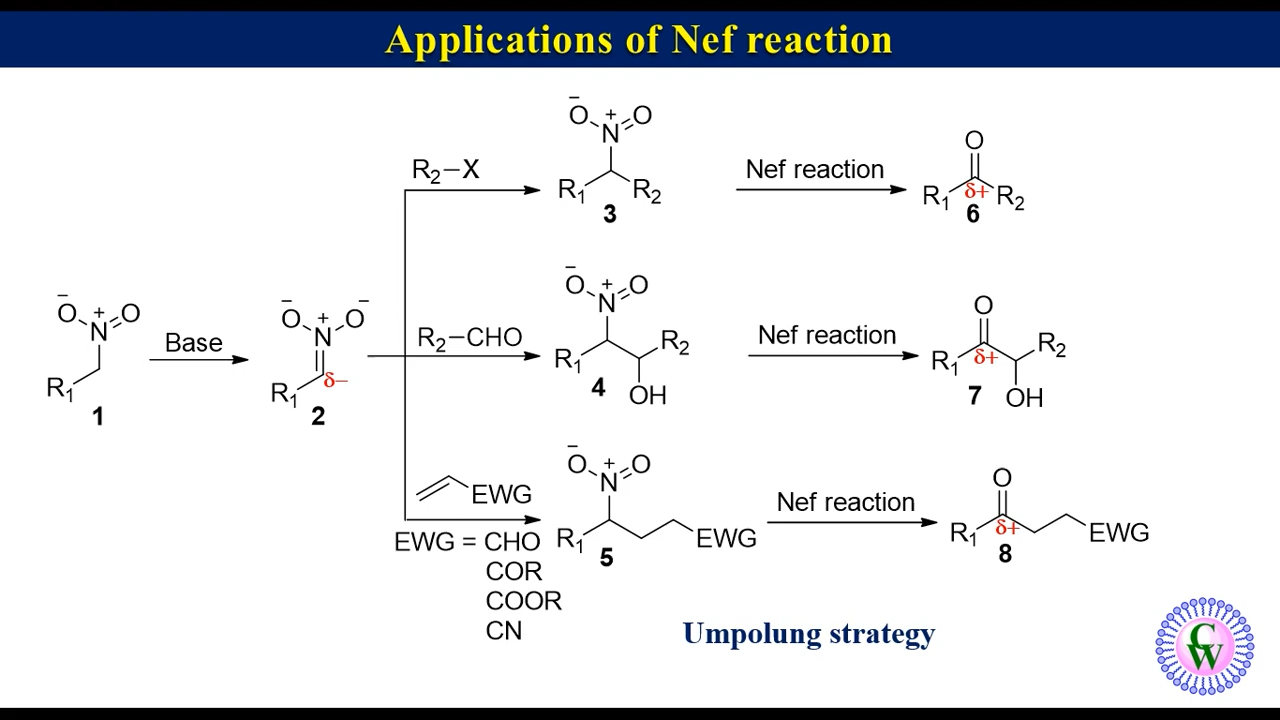 Applications of Nef reaction
− O N + O
R1 R2
3
R2−X
Nef reaction
O
R1 δ+ R2
6
− O N + O
R1
1
Base
− O N + O −
R1 δ−
2
R2−CHO
− O N + O
R1 R2
OH
4
Nef reaction
O
R1 δ+ R2
OH
7
EWG
EWG = CHO
COR
COOR
CN
− O N + O
R1 EWG
5
Nef reaction
O
R1 δ+ EWG
8
Umpolung strategy
C
W